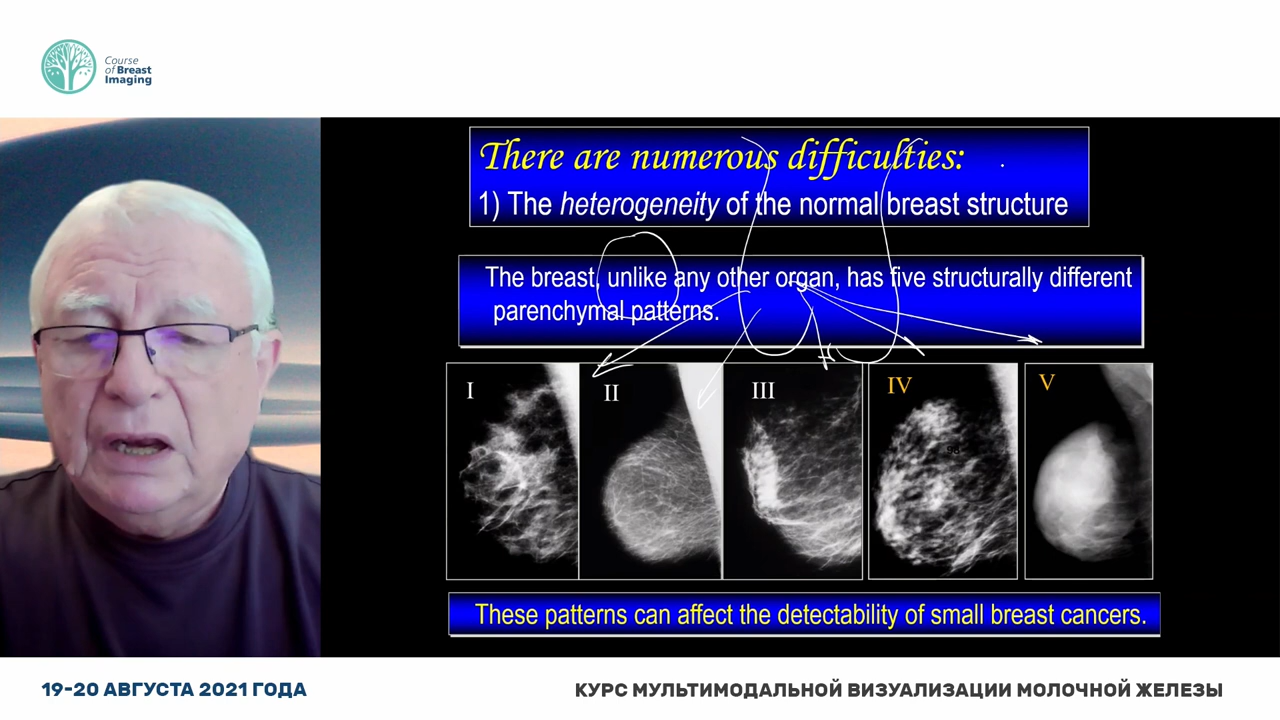 Course
of Breast
Imaging
There are numerous difficulties:
1) The heterogeneity of the normal breast structure
The breast, unlike any other organ, has five structurally different
parenchymal patterns.
I II III IV V
These patterns can affect the detectability of small breast cancers.
19-20 АВГУСТА 2021 ГОДА
КУРС МУЛЬТИМОДАЛЬНОЙ ВИЗУАЛИЗАЦИИ МОЛОЧНОЙ ЖЕЛЕЗЫ